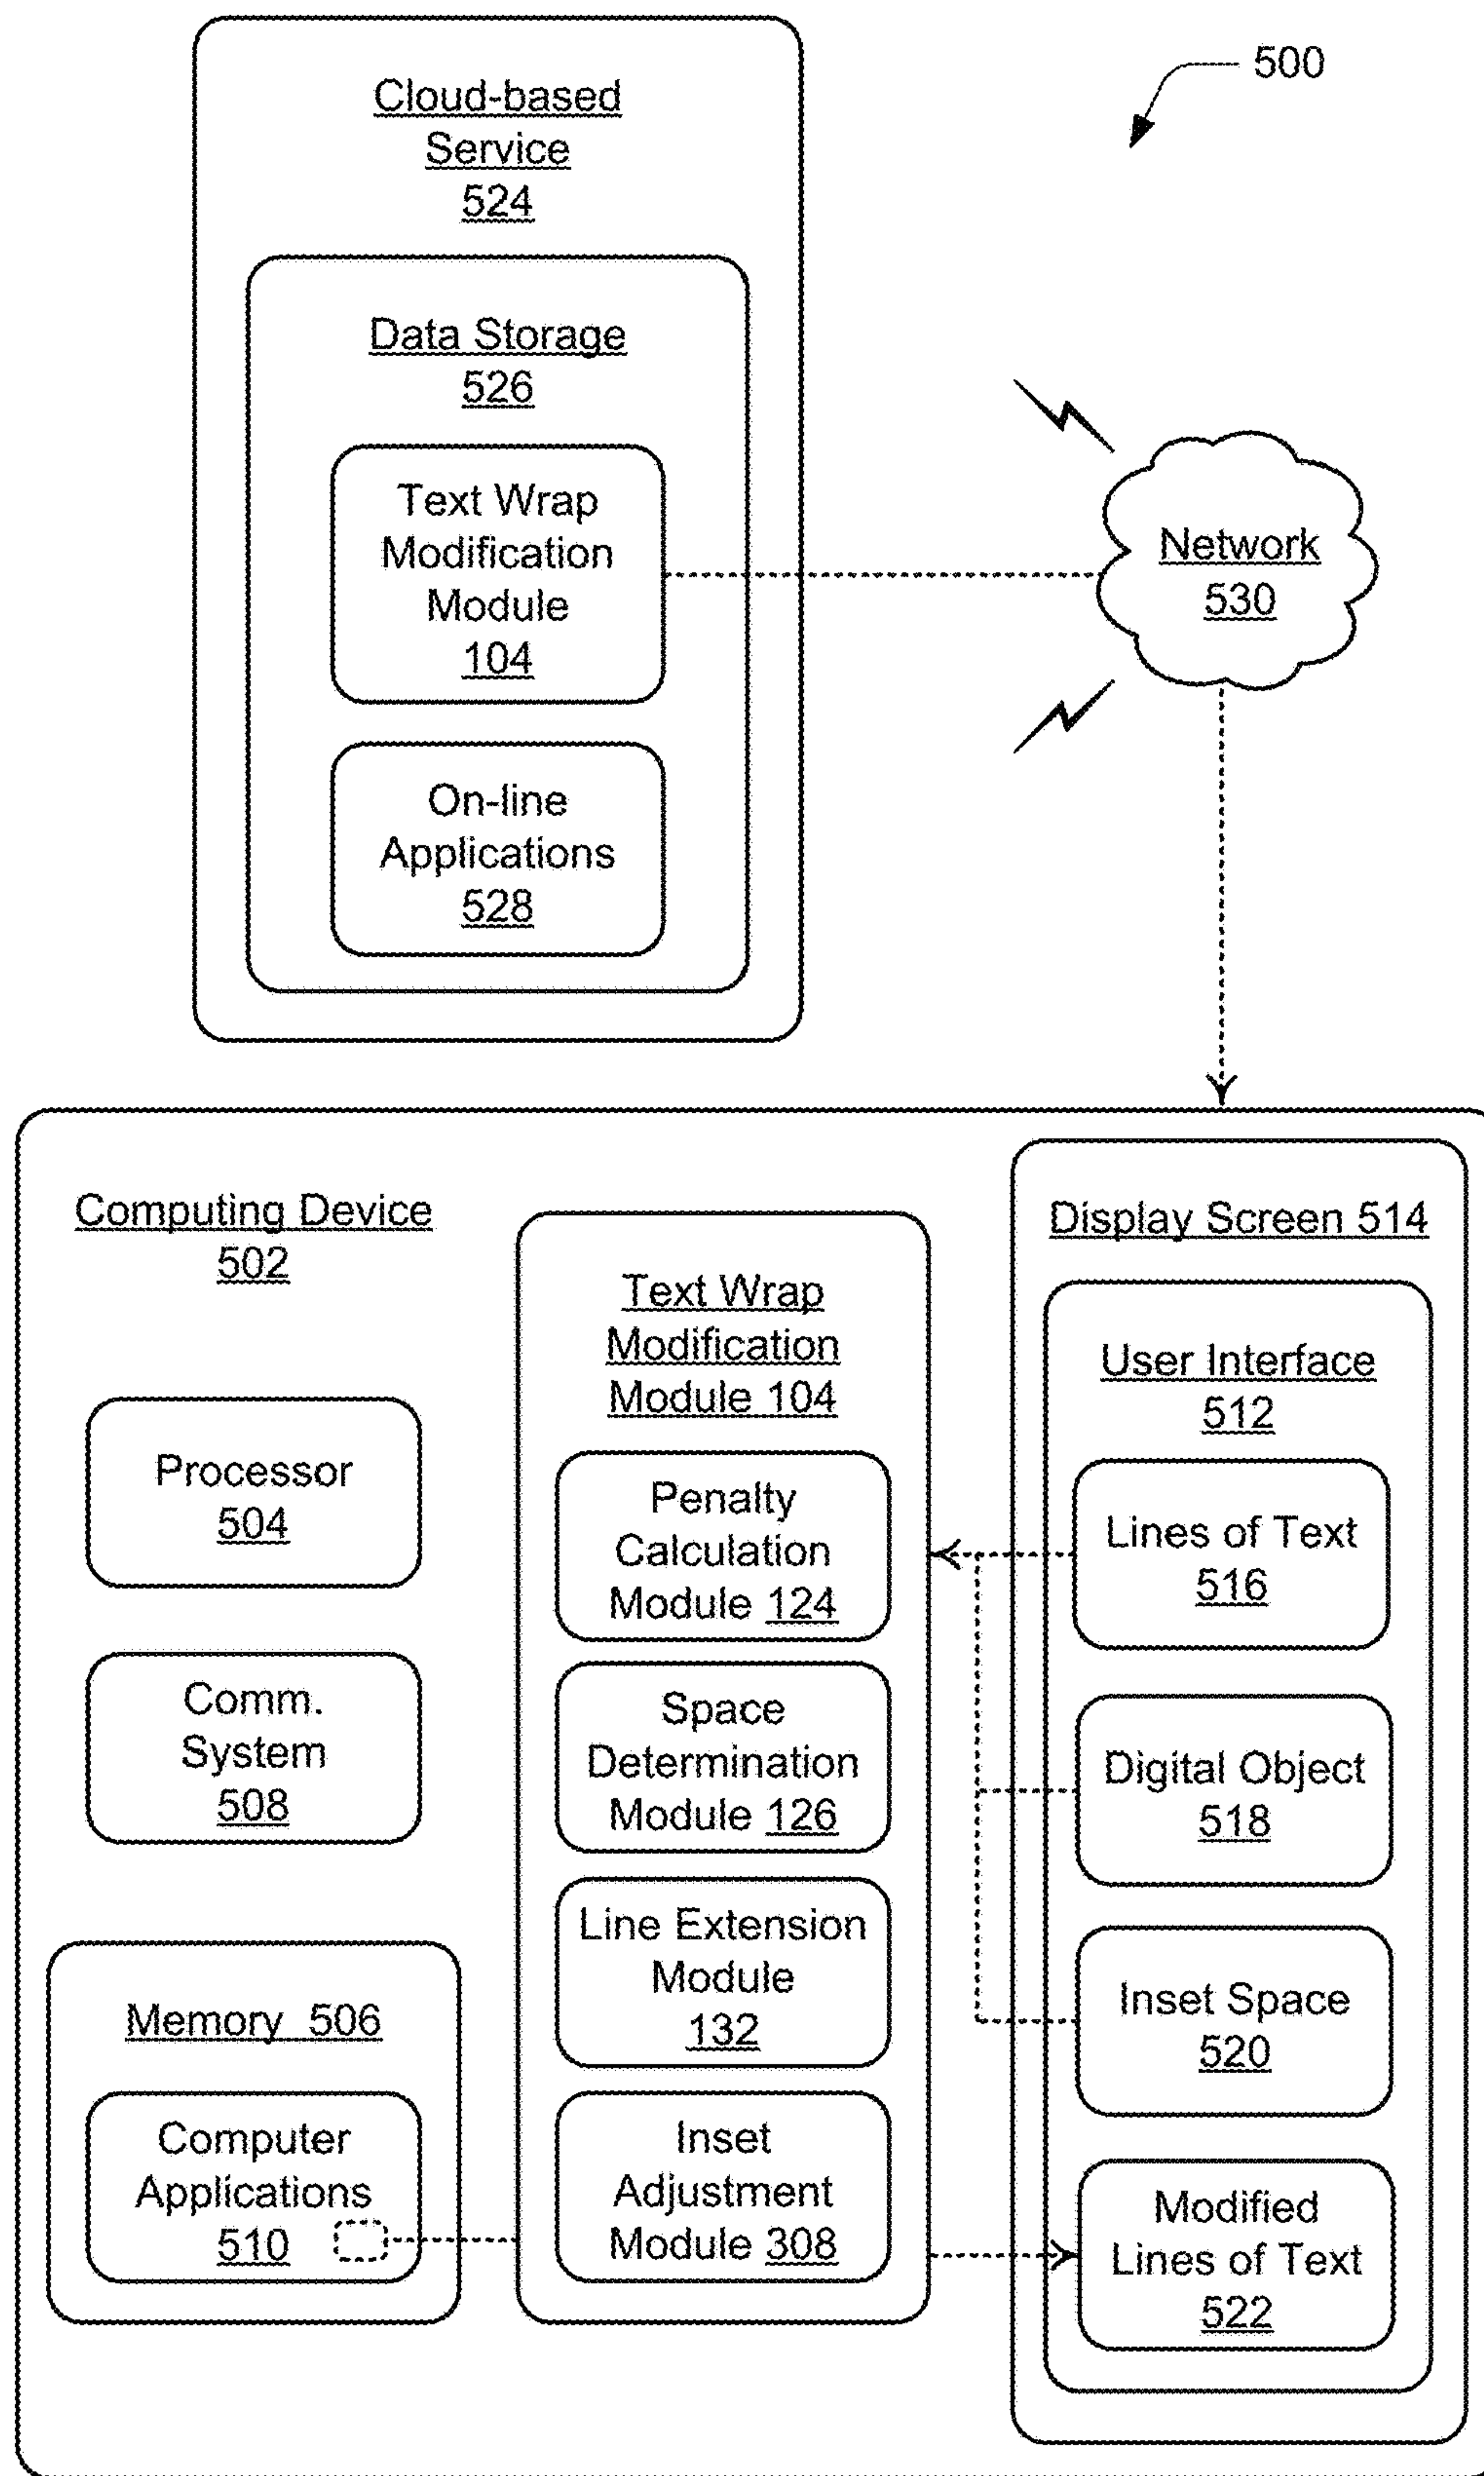 500
Cloud-based
Service
524
Data Storage
526
Text Wrap
Modification
Module
104
On-line
Applications
528
Network
530
Computing Device
502
Processor
504
Comm.
System
508
Memory 506
Computer
Applications
510
Text Wrap
Modification
Module 104
Penalty
Calculation
Module 124
Space
Determination
Module 126
Line Extension
Module
132
Inset
Adjustment
Module 308
Display Screen 514
User Interface
512
Lines of Text
516
Digital Object
518
Inset Space
520
Modified
Lines of Text
522